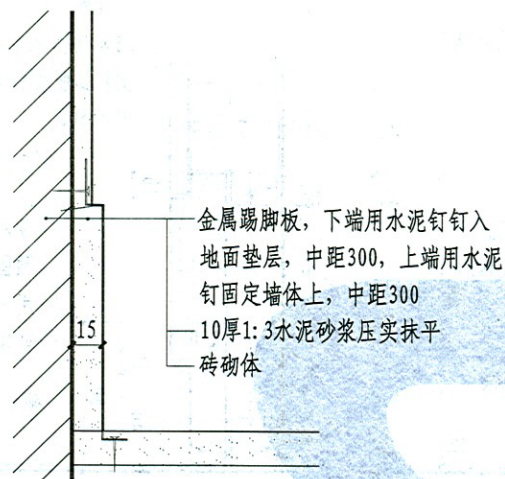 金属踢脚板，下端用水泥钉钉入
地面垫层，中距300，上端用水泥
钉固定墙体上，中距300
15
10厚1：3水泥砂浆压实抹平
砖砌体